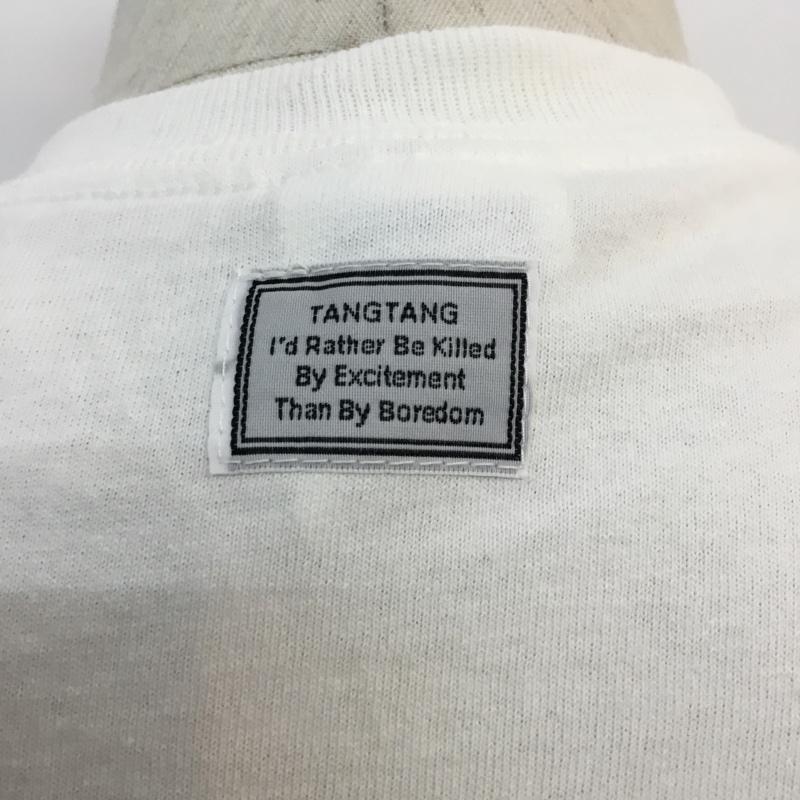 TANGTANG
I'd Rather Be Killed
By Excitement
Than By Boredom